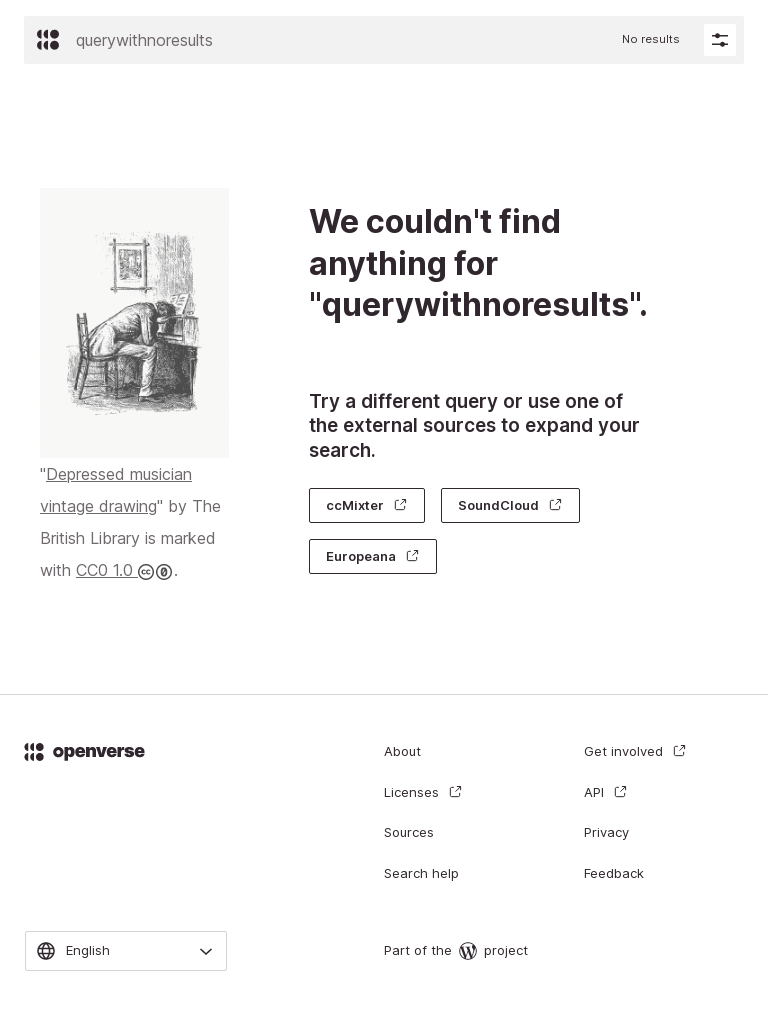 querywithnoresults
No results
We couldn't find
anything for
"querywithnoresults".
"Depressed musician
vintage drawing" by The
British Library is marked
with CC0 1.0 .
Try a different query or use one of
the external sources to expand your
search.
ccMixter
SoundCloud
Europeana
openverse
About
Get involved
Licenses
API
Sources
Privacy
Search help
Feedback
English
Part of the project